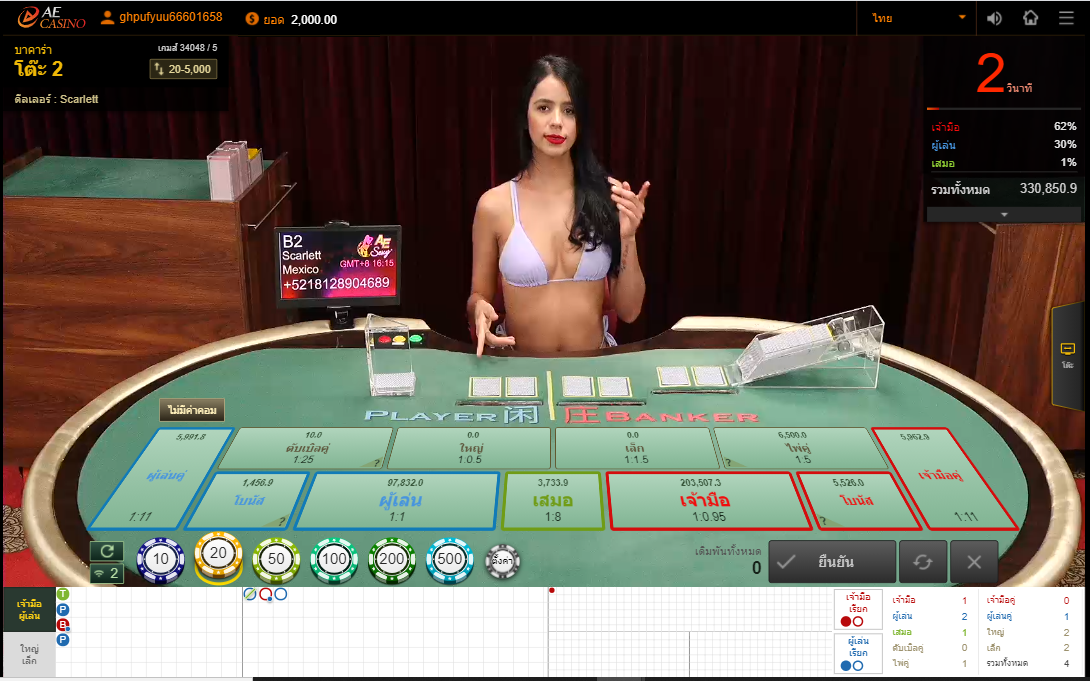 AE CASINO
ghpufyuu66601658
ยอด 2,000.00
ไทย
บาคาร่า
เกมส์ 34048 / 5
โต๊ะ 2
20-5,000
ดีลเลอร์ : Scarlett
2 วินาที
เจ้ามือ 62%
ผู้เล่น 30%
เสมอ 1%
รวมทั้งหมด 330,850.9
B2
Scarlett
Mexico
AE Sexy
GMT+8 16:15
+5218128904689
โต๊ะ
ไม่มีค่าคอม
PLAYER 闲 庄 BANKER
5,991.8
ผู้เล่นคู่
1:11
10.0
ดับเบิลคู่
1:25
?
0.0
ใหญ่
1:0.5
0.0
เล็ก
1:1.5
6,500.0
ไพ่คู่
1:5
?
5,962.9
เจ้ามือคู่
1:11
1,456.9
โบนัส
?
97,832.0
ผู้เล่น
1:1
3,733.9
เสมอ
1:8
203,507.3
เจ้ามือ
1:0.95
5,526.0
โบนัส
?
2
10
20
50
100
200
500
ตั้งค่า
เดิมพันทั้งหมด
0
ยืนยัน
เจ้ามือ
ผู้เล่น
ใหญ่
เล็ก
T
P
B
P
เจ้ามือ
เรียก
ผู้เล่น
เรียก
เจ้ามือ 1
ผู้เล่น 2
เสมอ 1
ดับเบิลคู่ 0
ไพ่คู่ 1
เจ้ามือคู่ 0
ผู้เล่นคู่ 1
ใหญ่ 2
เล็ก 2
รวมทั้งหมด 4